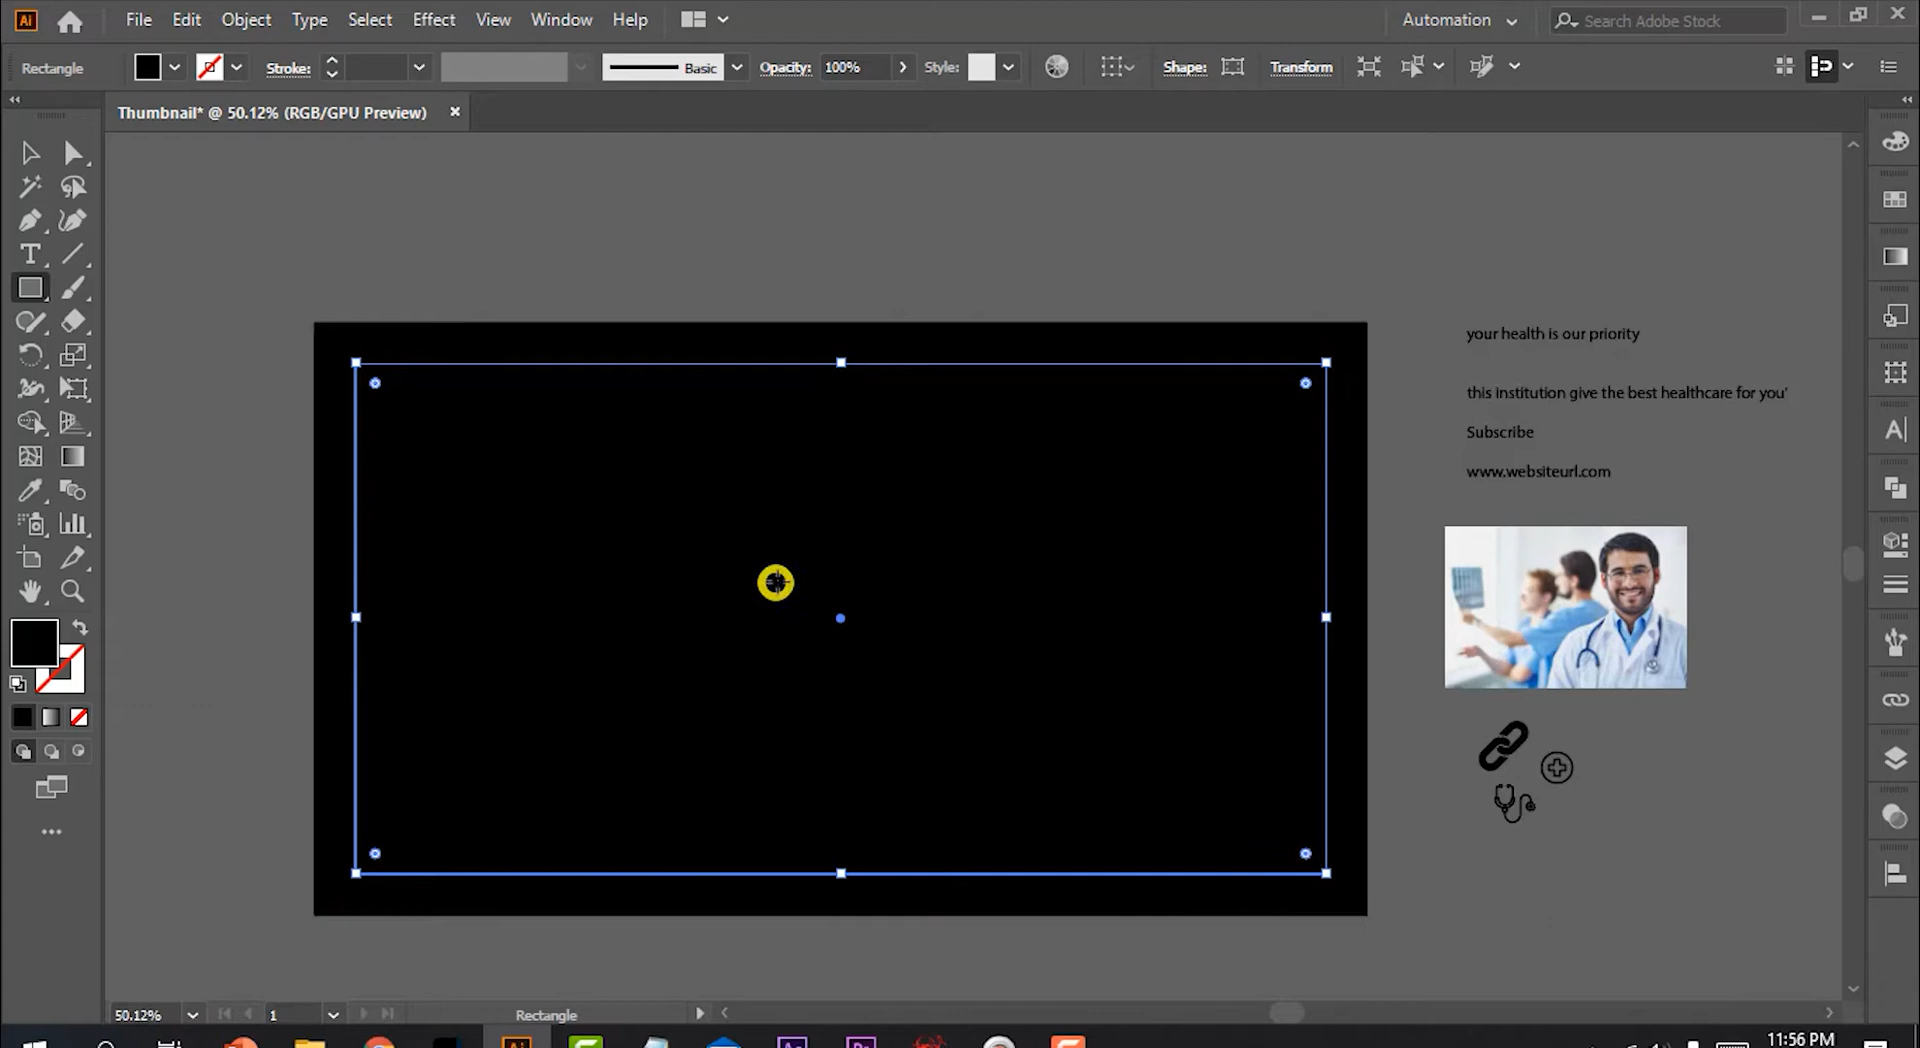 Ai File Edit Object Type Select Effect View Window Help Automation Search Adobe Stock
Rectangle Stroke: Basic Opacity: 100% Style: Shape: Transform
Thumbnail* @ 50.12% (RGB/GPU Preview)
your health is our priority
this institution give the best healthcare for you'
Subscribe
www.websiteurl.com
50.12% 1 Rectangle
11:56 PM